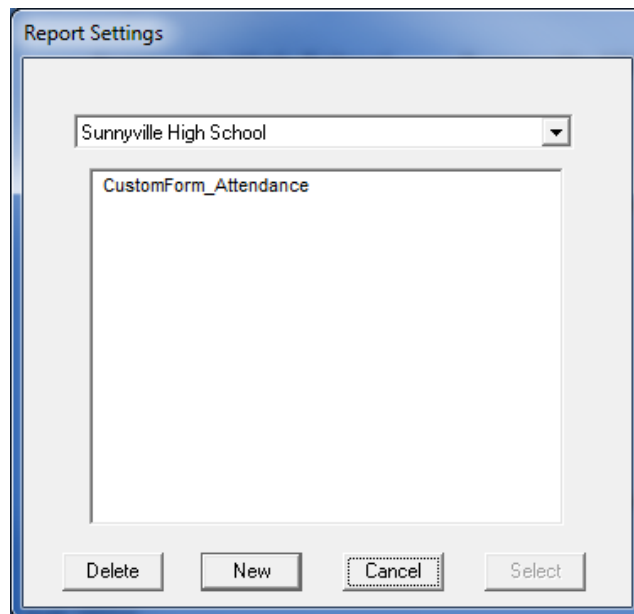 Report Settings
Sunnyville High School
CustomForm_Attendance
Delete New Cancel Select